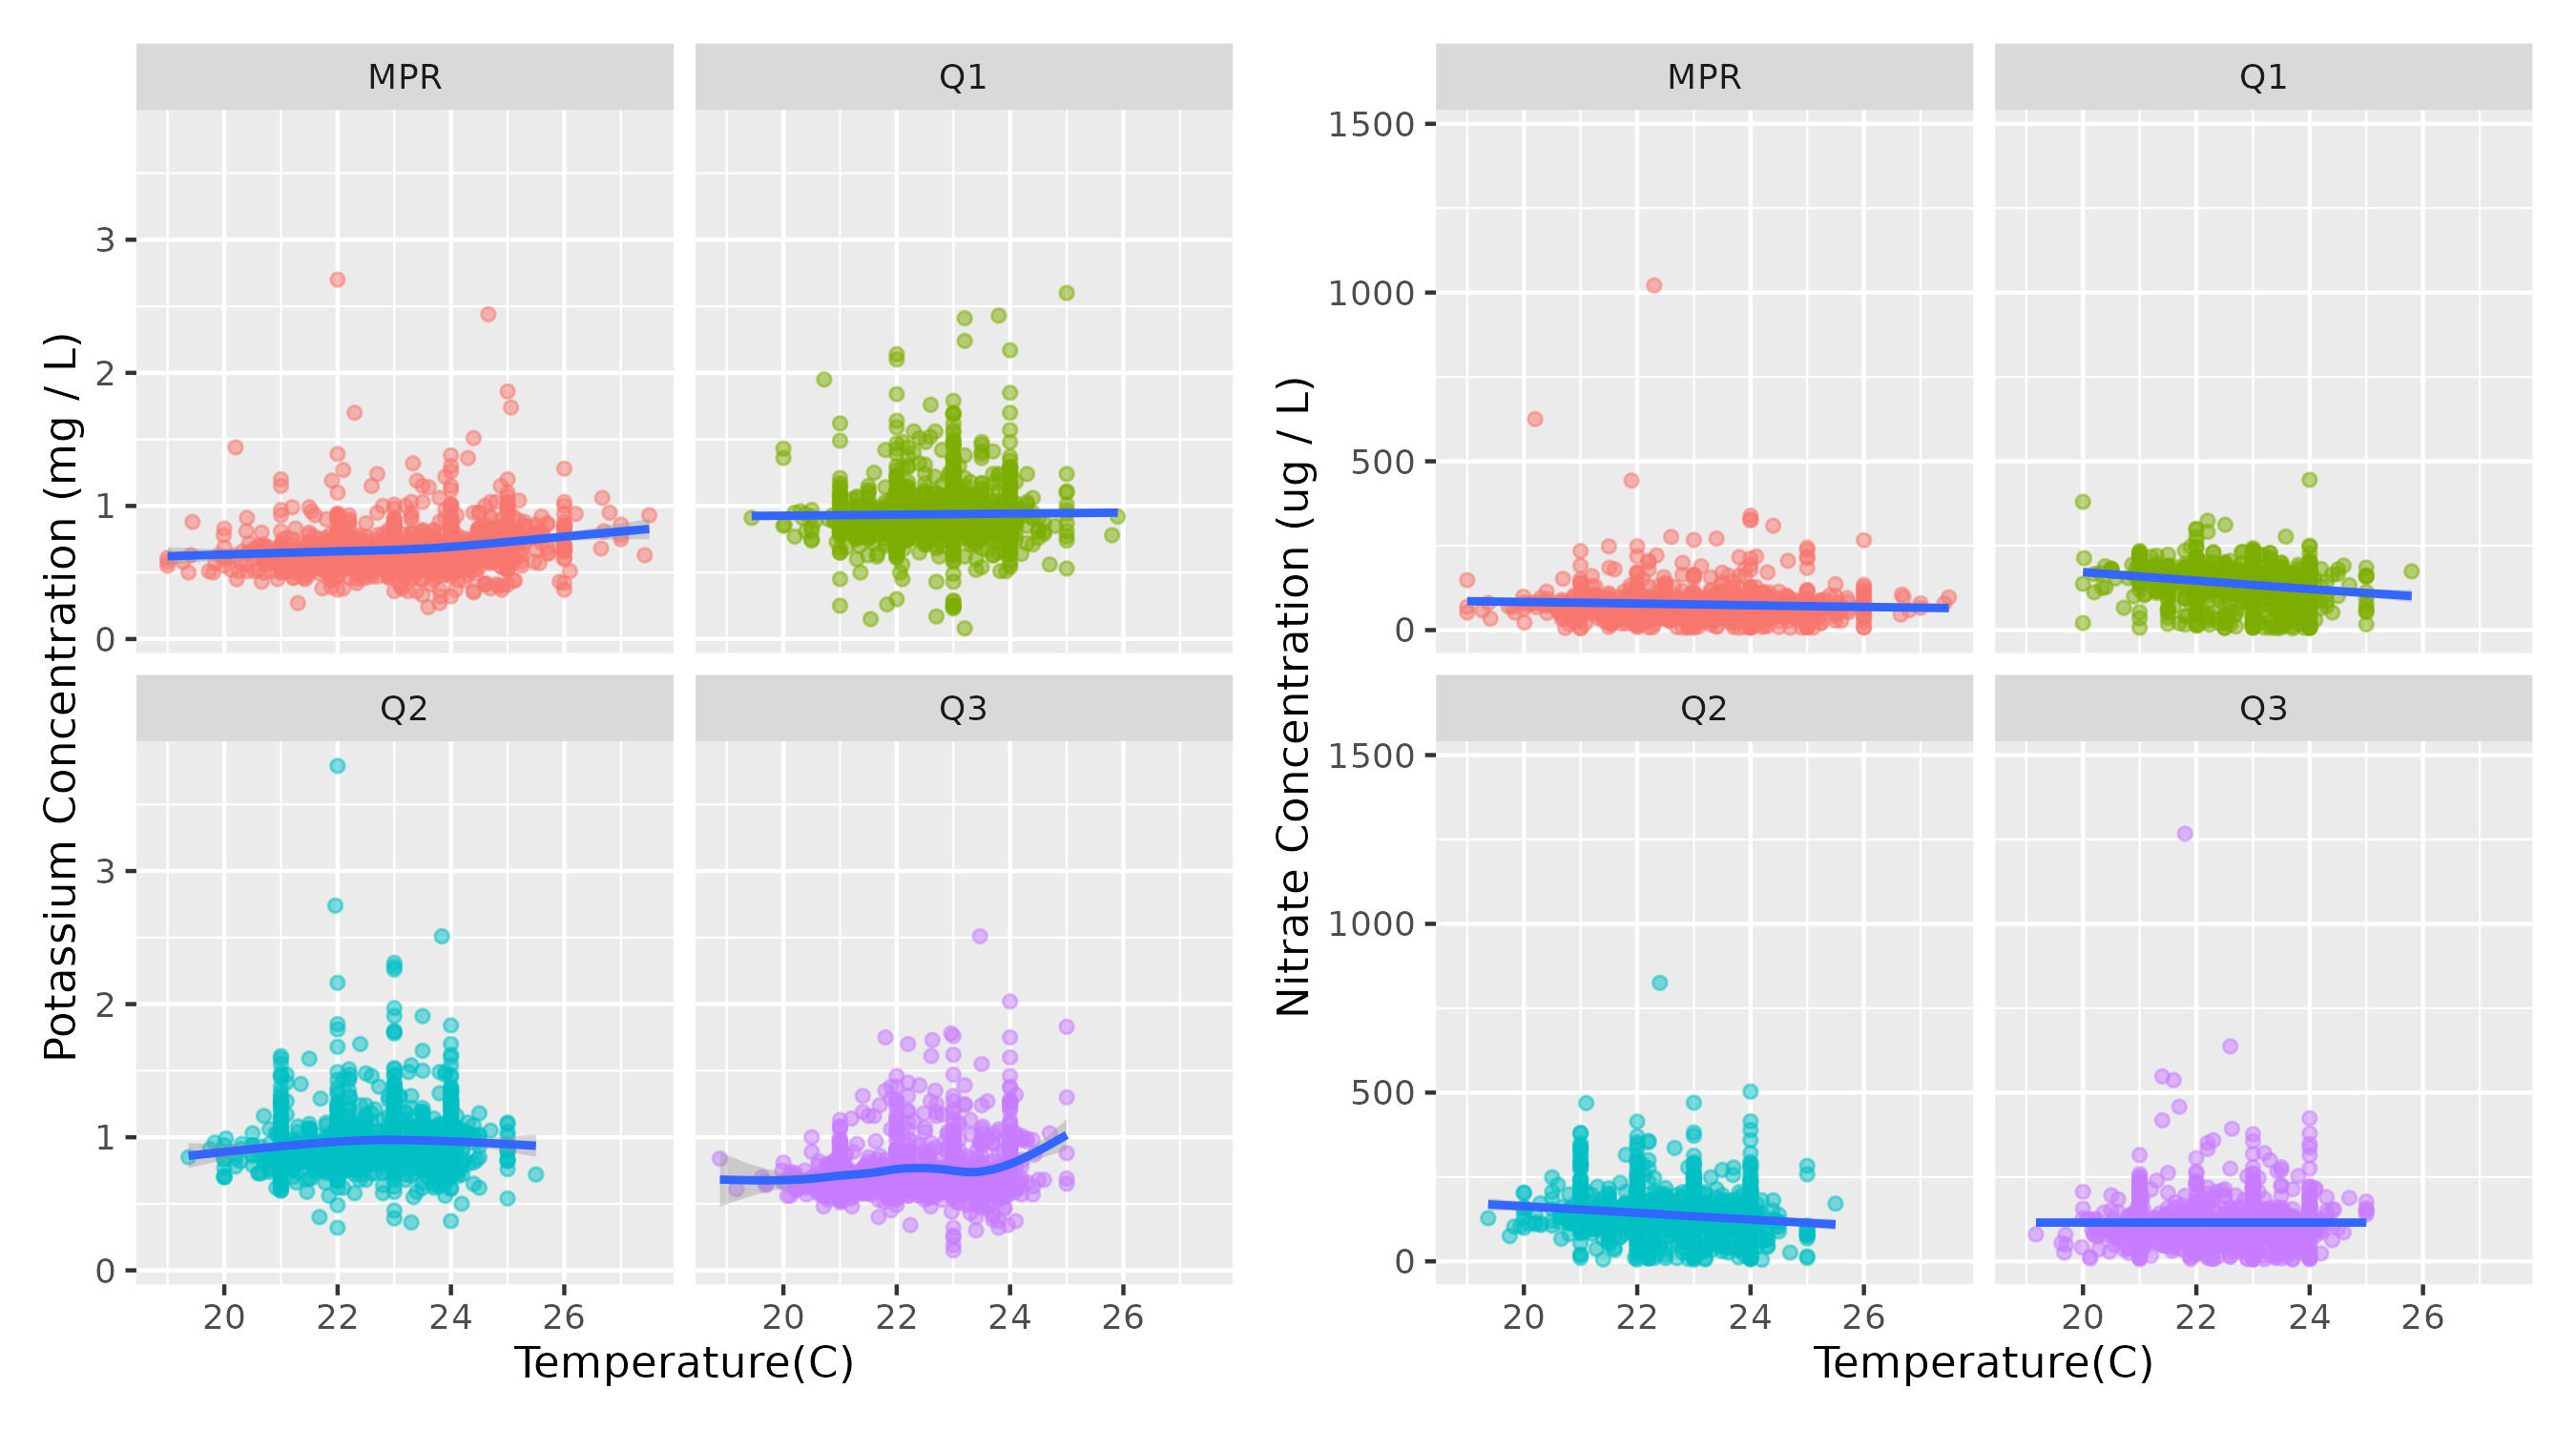 MPR
Q1
3
2
1
0
Q2
Q3
3
2
1
0
20 22 24 26
20 22 24 26
Temperature(C)
Potassium Concentration (mg / L)
MPR
Q1
1500
1000
500
0
Q2
Q3
1500
1000
500
0
20 22 24 26
20 22 24 26
Temperature(C)
Nitrate Concentration (ug / L)